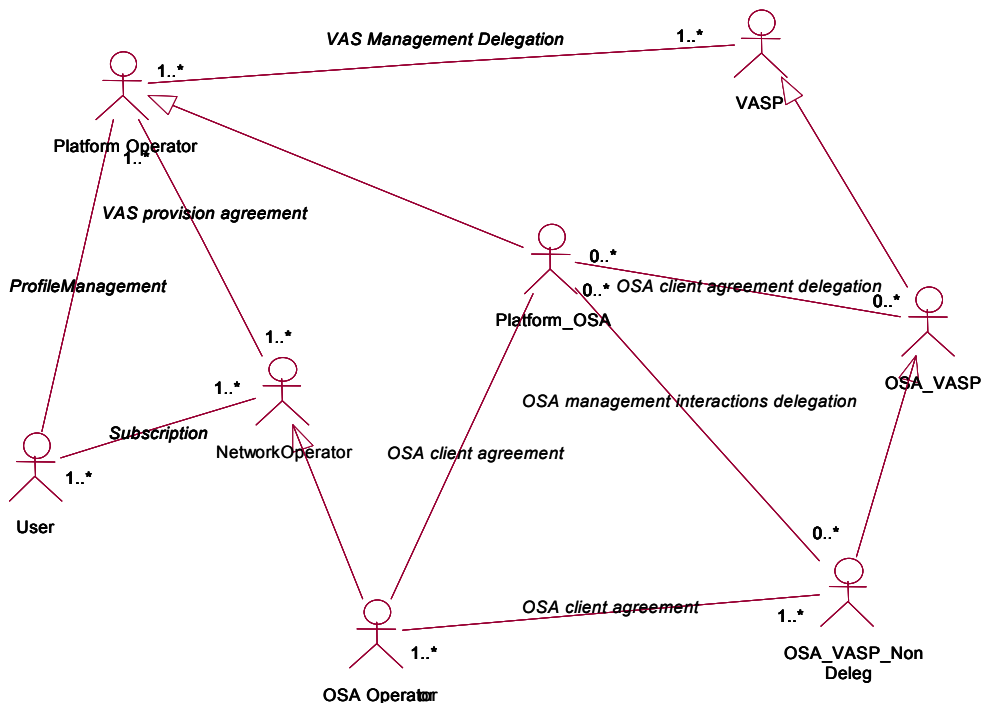 VAS Management Delegation
1..*
1..*
VASP
Platform Operator
1..*
VAS provision agreement
ProfileManagement
0..*
OSA client agreement delegation
0..*
0..*
Platform_OSA
1..*
OSA_VASP
1..*
OSA management interactions delegation
Subscription
NetworkOperator
OSA client agreement
1..*
User
0..*
OSA client agreement
1..*
1..*
OSA_VASP_Non
Deleg
OSA Operator